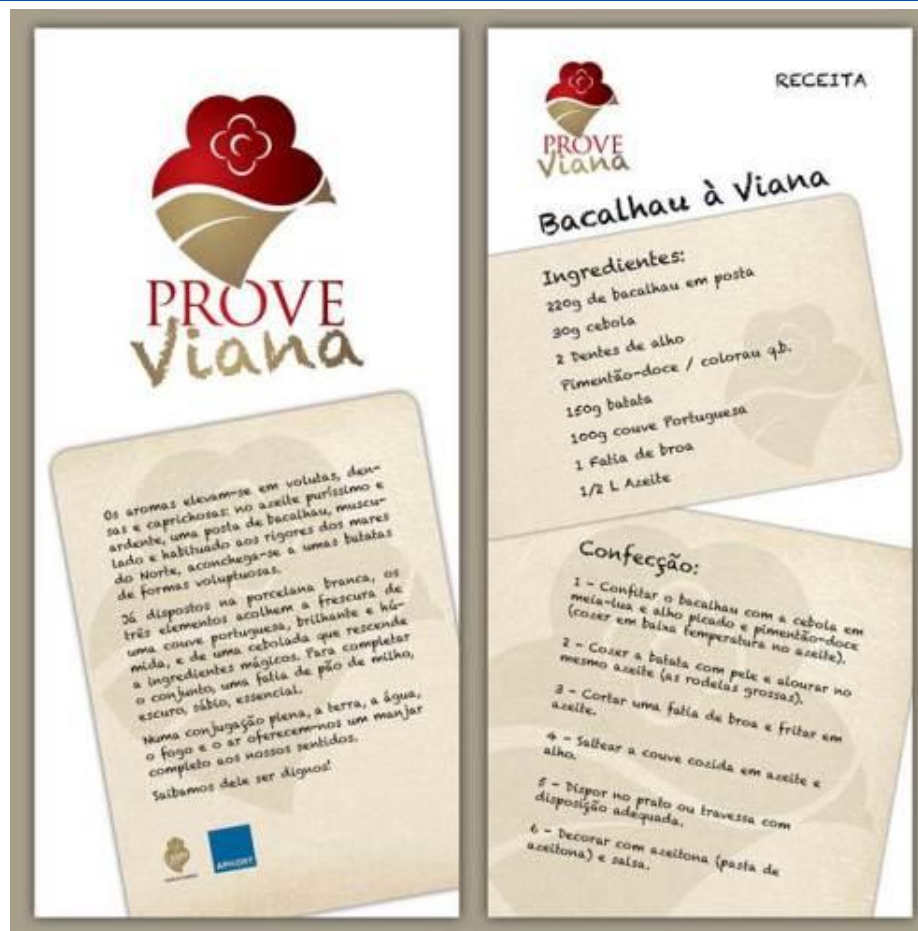 PROVE
Viana
Os aromas elevam-se em volutas, den-
sas e caprichosas: no azeite puríssimo e
ardente, uma posta de bacalhau, muscu-
lado e habituado aos rigores dos mares
do Norte, aconchega-se a umas batatas
de formas voluptuosas.
Já dispostos na porcelana branca, os
três elementos acolhem a frescura de
uma couve portuguesa, brilhante e hú-
mida, e de uma cebolada que rescende
a ingredientes mágicos. Para completar
o conjunto, uma fatia de pão de milho,
escuro, sábio, essencial.
Numa conjugação plena, a terra, a água,
o fogo e o ar oferecem-nos um manjar
completo aos nossos sentidos.
Saibamos dele ser dignos!
APHORT
PROVE
Viana
RECEITA
Bacalhau à Viana
Ingredientes:
220g de bacalhau em posta
30g cebola
2 Dentes de alho
Pimentão-doce / colorau q.b.
150g batata
100g couve Portuguesa
1 Fatia de broa
1/2 L Azeite
Confecção:
1 - Confitar o bacalhau com a cebola em
meia-lua e alho picado e pimentão-doce
(cozer em baixa temperatura no azeite).
2 - Cozer a batata com pele e alourar no
mesmo azeite (as rodelas grossas).
3 - Cortar uma fatia de broa e fritar em
azeite.
4 - Saltear a couve cozida em azeite e
alho.
5 - Dispor no prato ou travessa com
disposição adequada.
6 - Decorar com azeitona (pasta de
azeitona) e salsa.